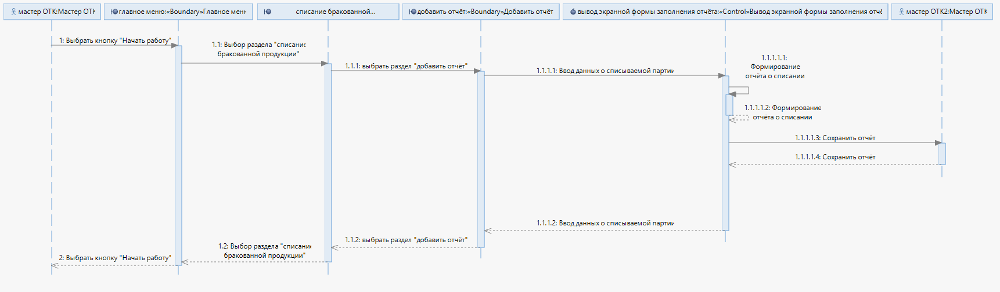 мастер ОТК:Мастер ОТК
главное меню:«Boundary»Главное меню
списание бракованной...
добавить отчёт:«Boundary»Добавить отчёт
вывод экранной формы заполнения отчёта:«Control»Вывод экранной формы заполнения отчё
мастер ОТК2:Мастер ОТК
1: Выбрать кнопку "Начать работу"
1.1: Выбор раздела "списание
бракованной продукции"
1.1.1: выбрать раздел "добавить отчёт"
1.1.1.1: Ввод данных о списываемой партии
1.1.1.1.1:
Формирование
отчёта о списании
1.1.1.1.2: Формирование
отчёта о списании
1.1.1.1.3: Сохранить отчёт
1.1.1.1.4: Сохранить отчёт
1.1.1.2: Ввод данных о списываемой партии
1.1.2: выбрать раздел "добавить отчёт"
1.2: Выбор раздела "списание
бракованной продукции"
2: Выбрать кнопку "Начать работу"